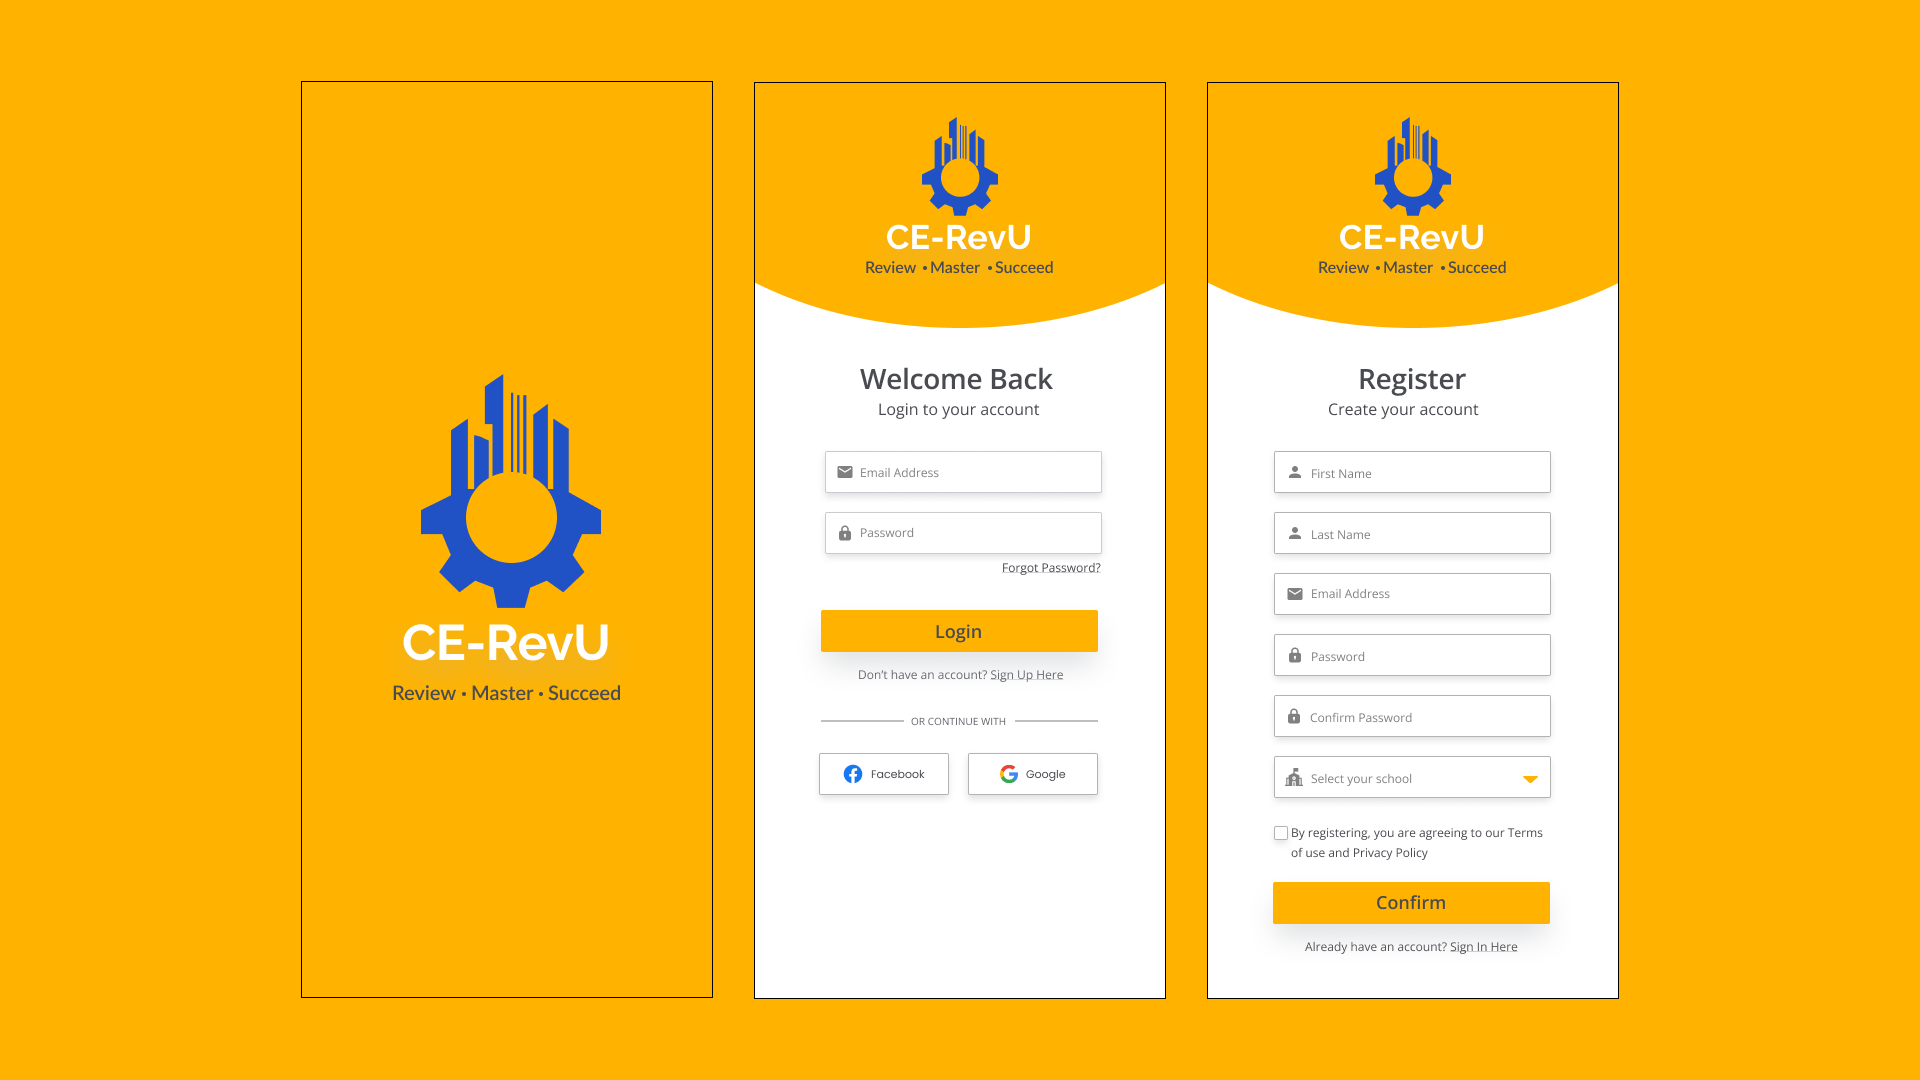 CE-RevU
Review • Master • Succeed
CE-RevU
Review • Master • Succeed
Welcome Back
Login to your account
Email Address
Password
Forgot Password?
Login
Don't have an account? Sign Up Here
OR CONTINUE WITH
Facebook
Google
CE-RevU
Review • Master • Succeed
Register
Create your account
First Name
Last Name
Email Address
Password
Confirm Password
Select your school
By registering, you are agreeing to our Terms
of use and Privacy Policy
Confirm
Already have an account? Sign In Here